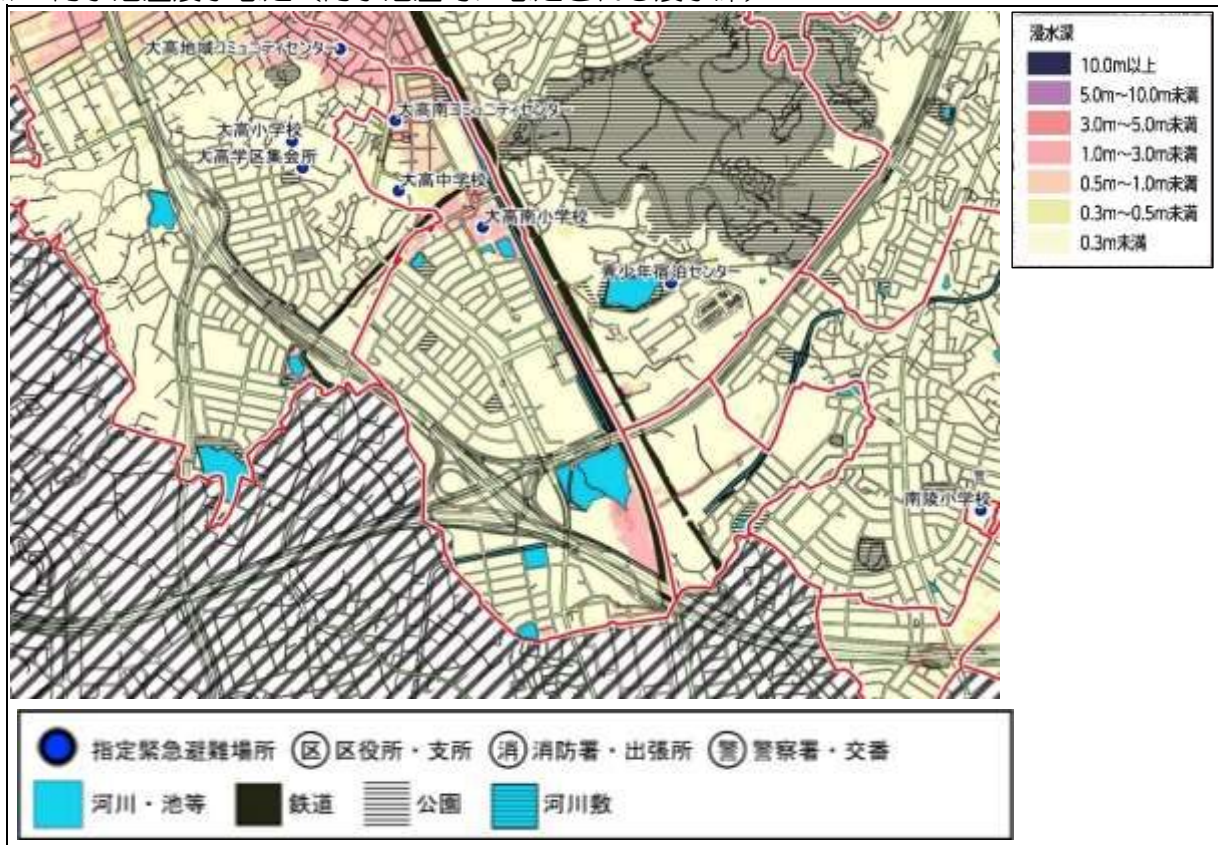 浸水深
10.0m以上
5.0m～10.0m未満
3.0m～5.0m未満
1.0m～3.0m未満
0.5m～1.0m未満
0.3m～0.5m未満
0.3m未満
大高地域コミュニティセンター
大高南コミュニティセンター
大高小学校
大高学区集会所
大高中学校
大高南小学校
青少年宿泊センター
南陵小学校
指定緊急避難場所 区 区役所・支所 消 消防署・出張所 警 警察署・交番
河川・池等 鉄道 公園 河川敷